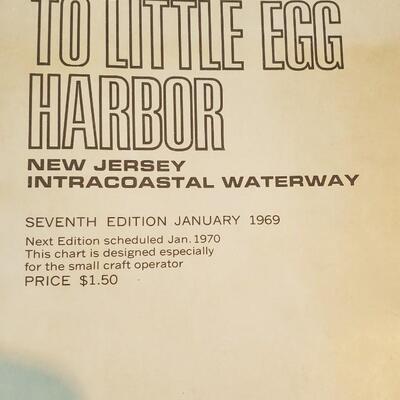 TO LITTLE EGG
HARBOR
NEW JERSEY
INTRACOASTAL WATERWAY
SEVENTH EDITION JANUARY 1969
Next Edition scheduled Jan. 1970
This chart is designed especially
for the small craft operator
PRICE $1.50